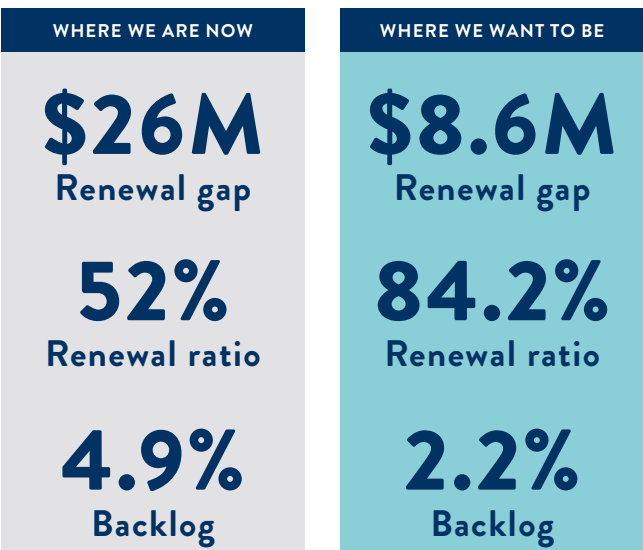 WHERE WE ARE NOW
$26M
Renewal gap
52%
Renewal ratio
4.9%
Backlog
WHERE WE WANT TO BE
$8.6M
Renewal gap
84.2%
Renewal ratio
2.2%
Backlog